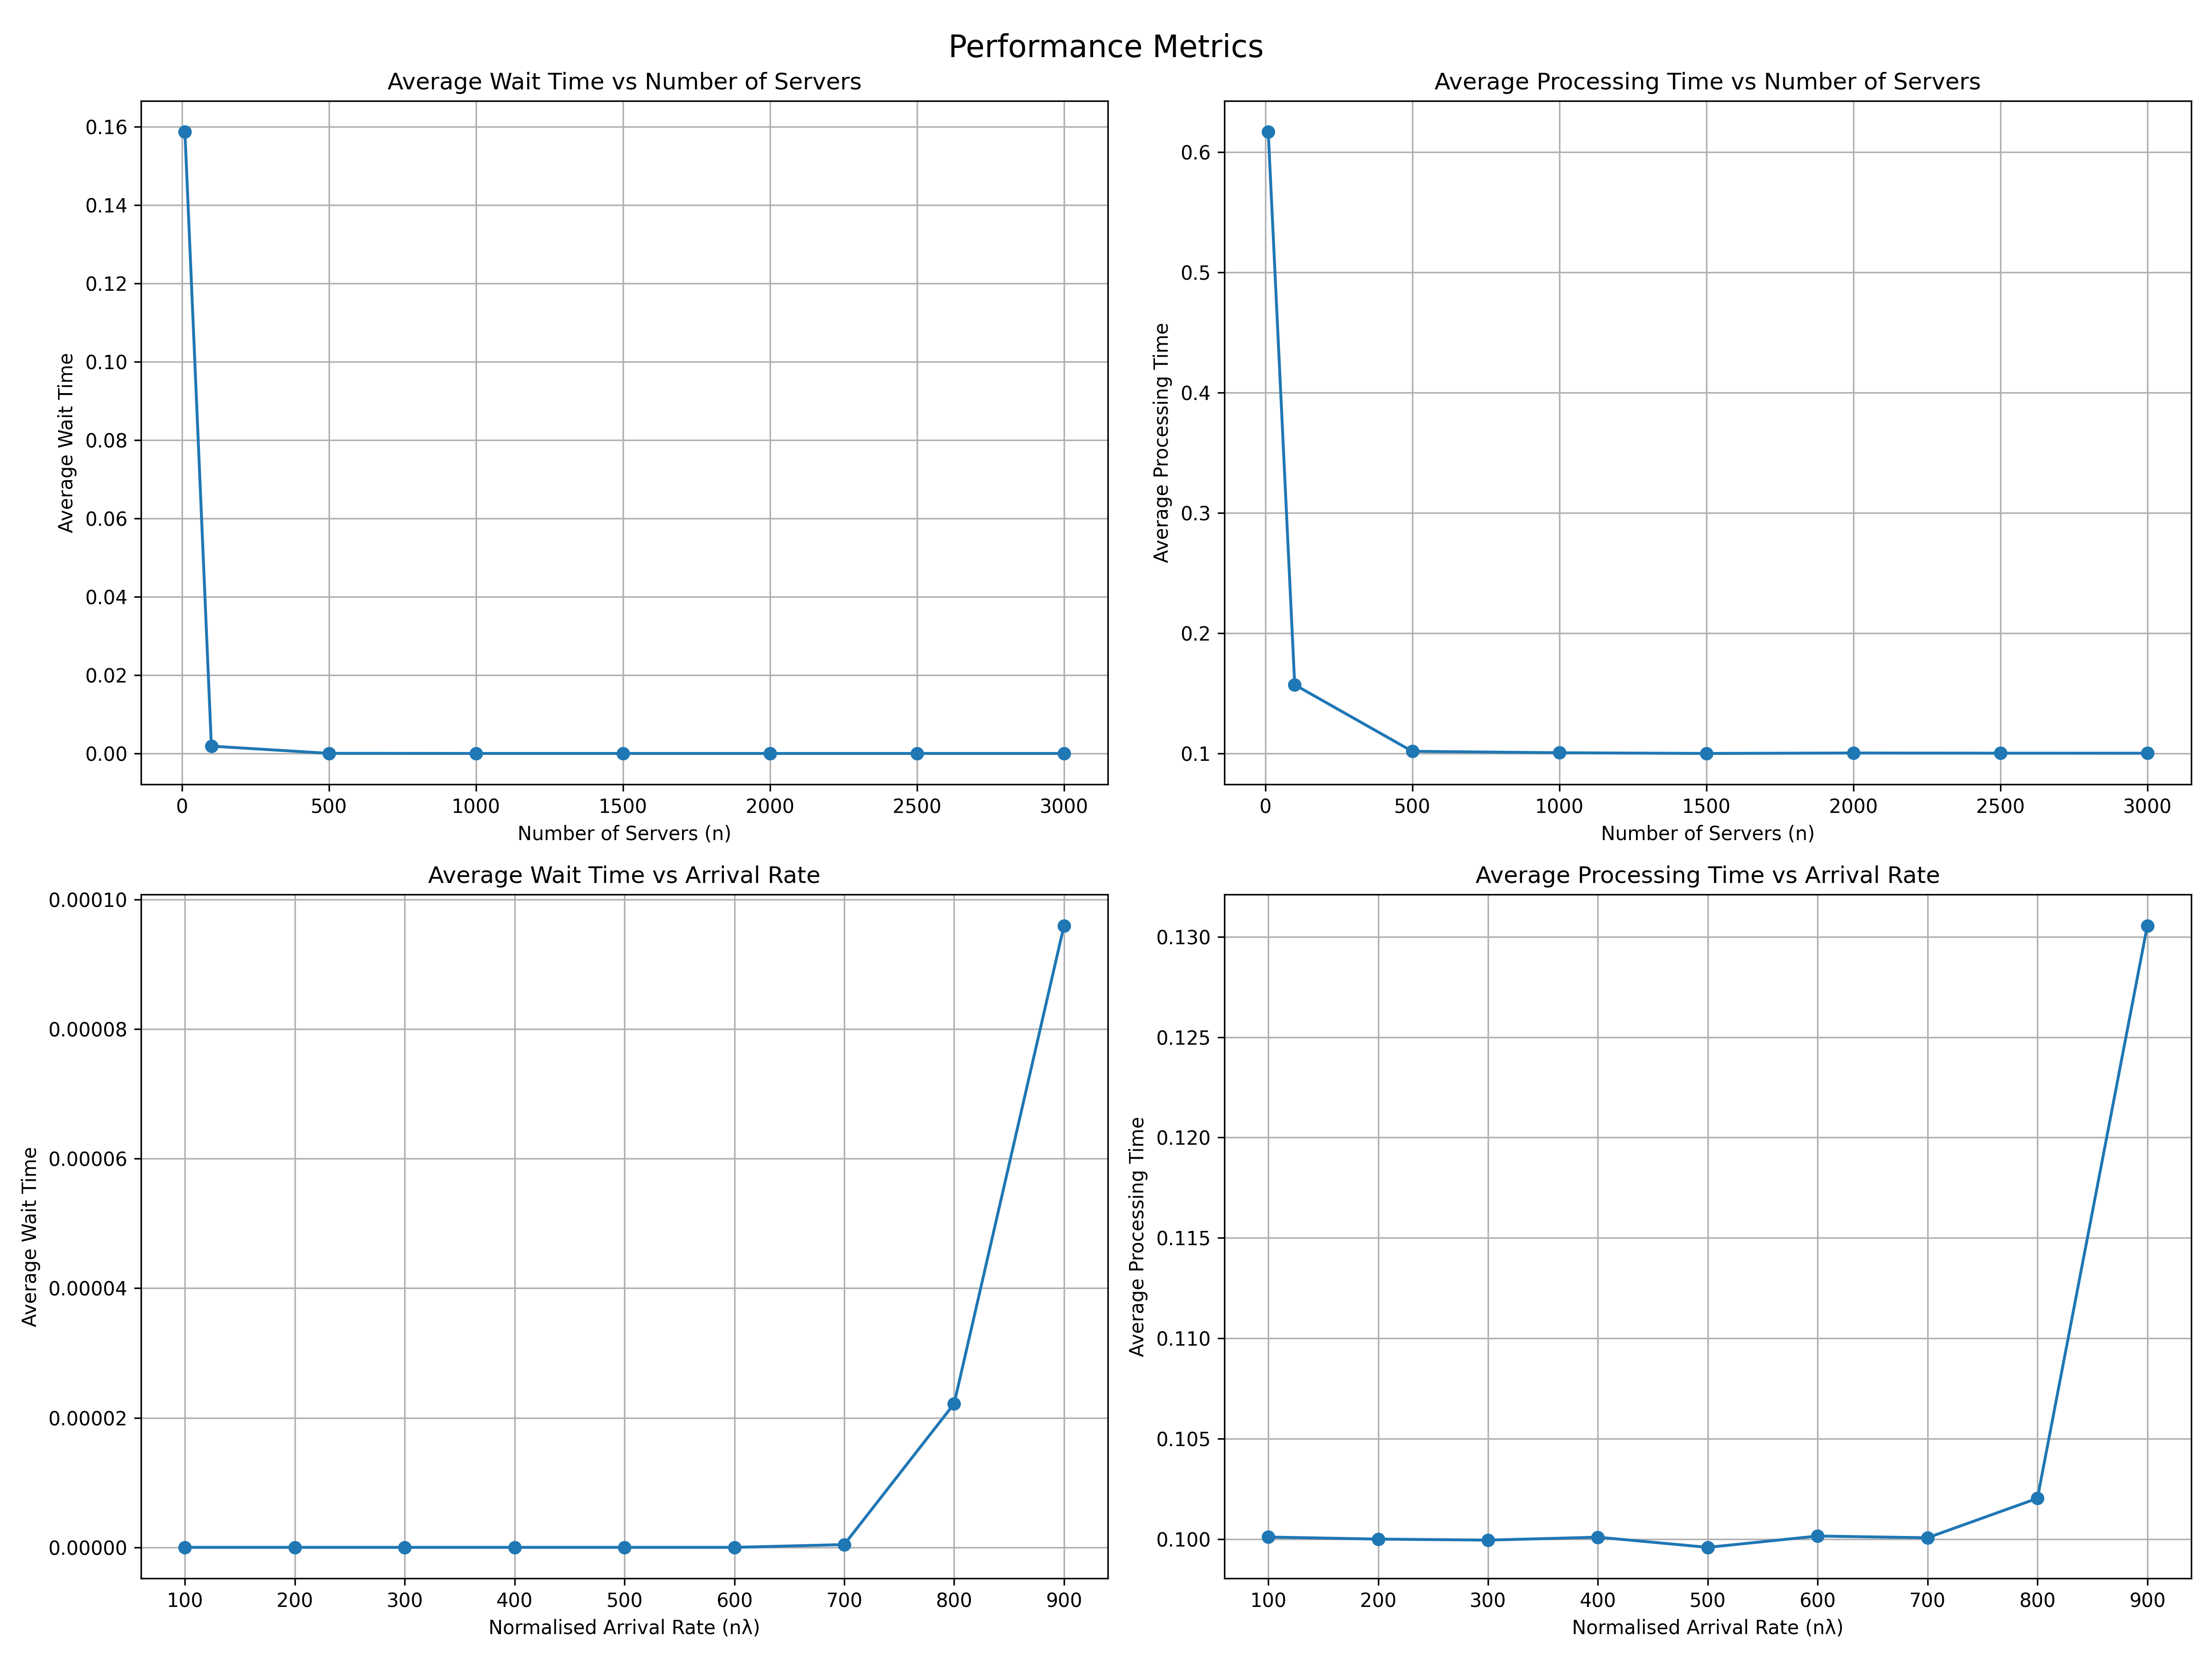 Performance Metrics
Average Wait Time vs Number of Servers
0.16
0.14
0.12
0.10
0.08
0.06
0.04
0.02
0.00
Average Wait Time
0 500 1000 1500 2000 2500 3000
Number of Servers (n)
Average Processing Time vs Number of Servers
0.6
0.5
0.4
0.3
0.2
0.1
Average Processing Time
0 500 1000 1500 2000 2500 3000
Number of Servers (n)
Average Wait Time vs Arrival Rate
0.00010
0.00008
0.00006
0.00004
0.00002
0.00000
Average Wait Time
100 200 300 400 500 600 700 800 900
Normalised Arrival Rate (nλ)
Average Processing Time vs Arrival Rate
0.130
0.125
0.120
0.115
0.110
0.105
0.100
Average Processing Time
100 200 300 400 500 600 700 800 900
Normalised Arrival Rate (nλ)